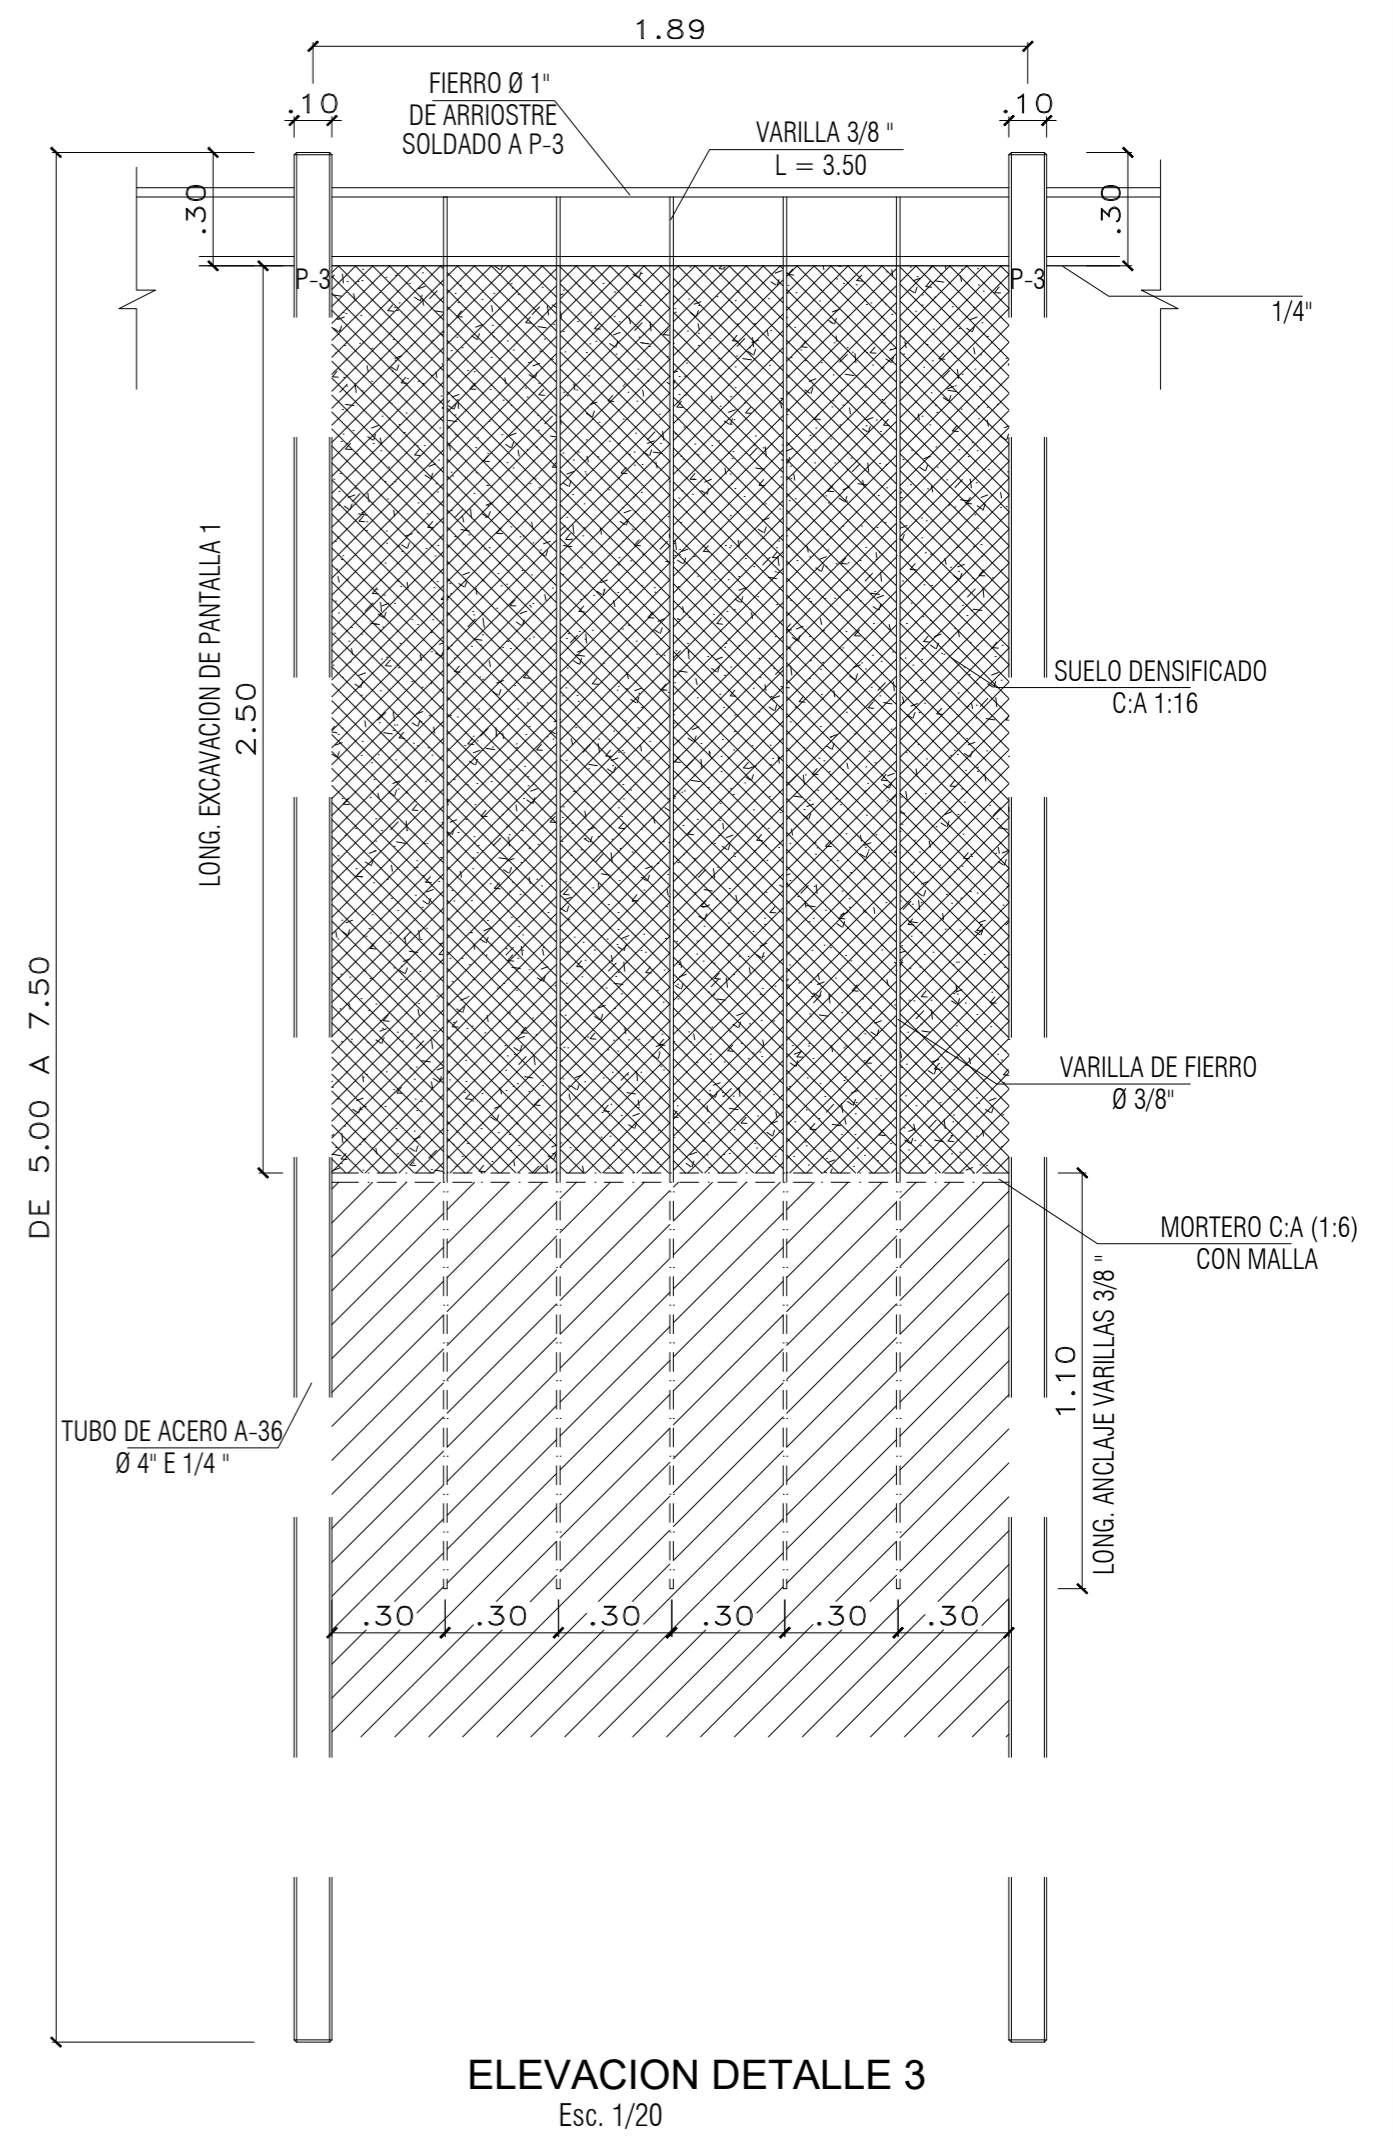 1.89
FIERRO Ø 1"
DE ARRIOSTRE
SOLDADO A P-3
.10
.10
VARILLA 3/8 "
L = 3.50
.30
.30
P-3
P-3
1/4"
LONG. EXCAVACION DE PANTALLA 1
2.50
SUELO DENSIFICADO
C:A 1:16
DE 5.00 A 7.50
VARILLA DE FIERRO
Ø 3/8"
MORTERO C:A (1:6)
CON MALLA
1.10
LONG. ANCLAJE VARILLAS 3/8 "
TUBO DE ACERO A-36
Ø 4" E 1/4 "
.30 .30 .30 .30 .30 .30
ELEVACION DETALLE 3
Esc. 1/20